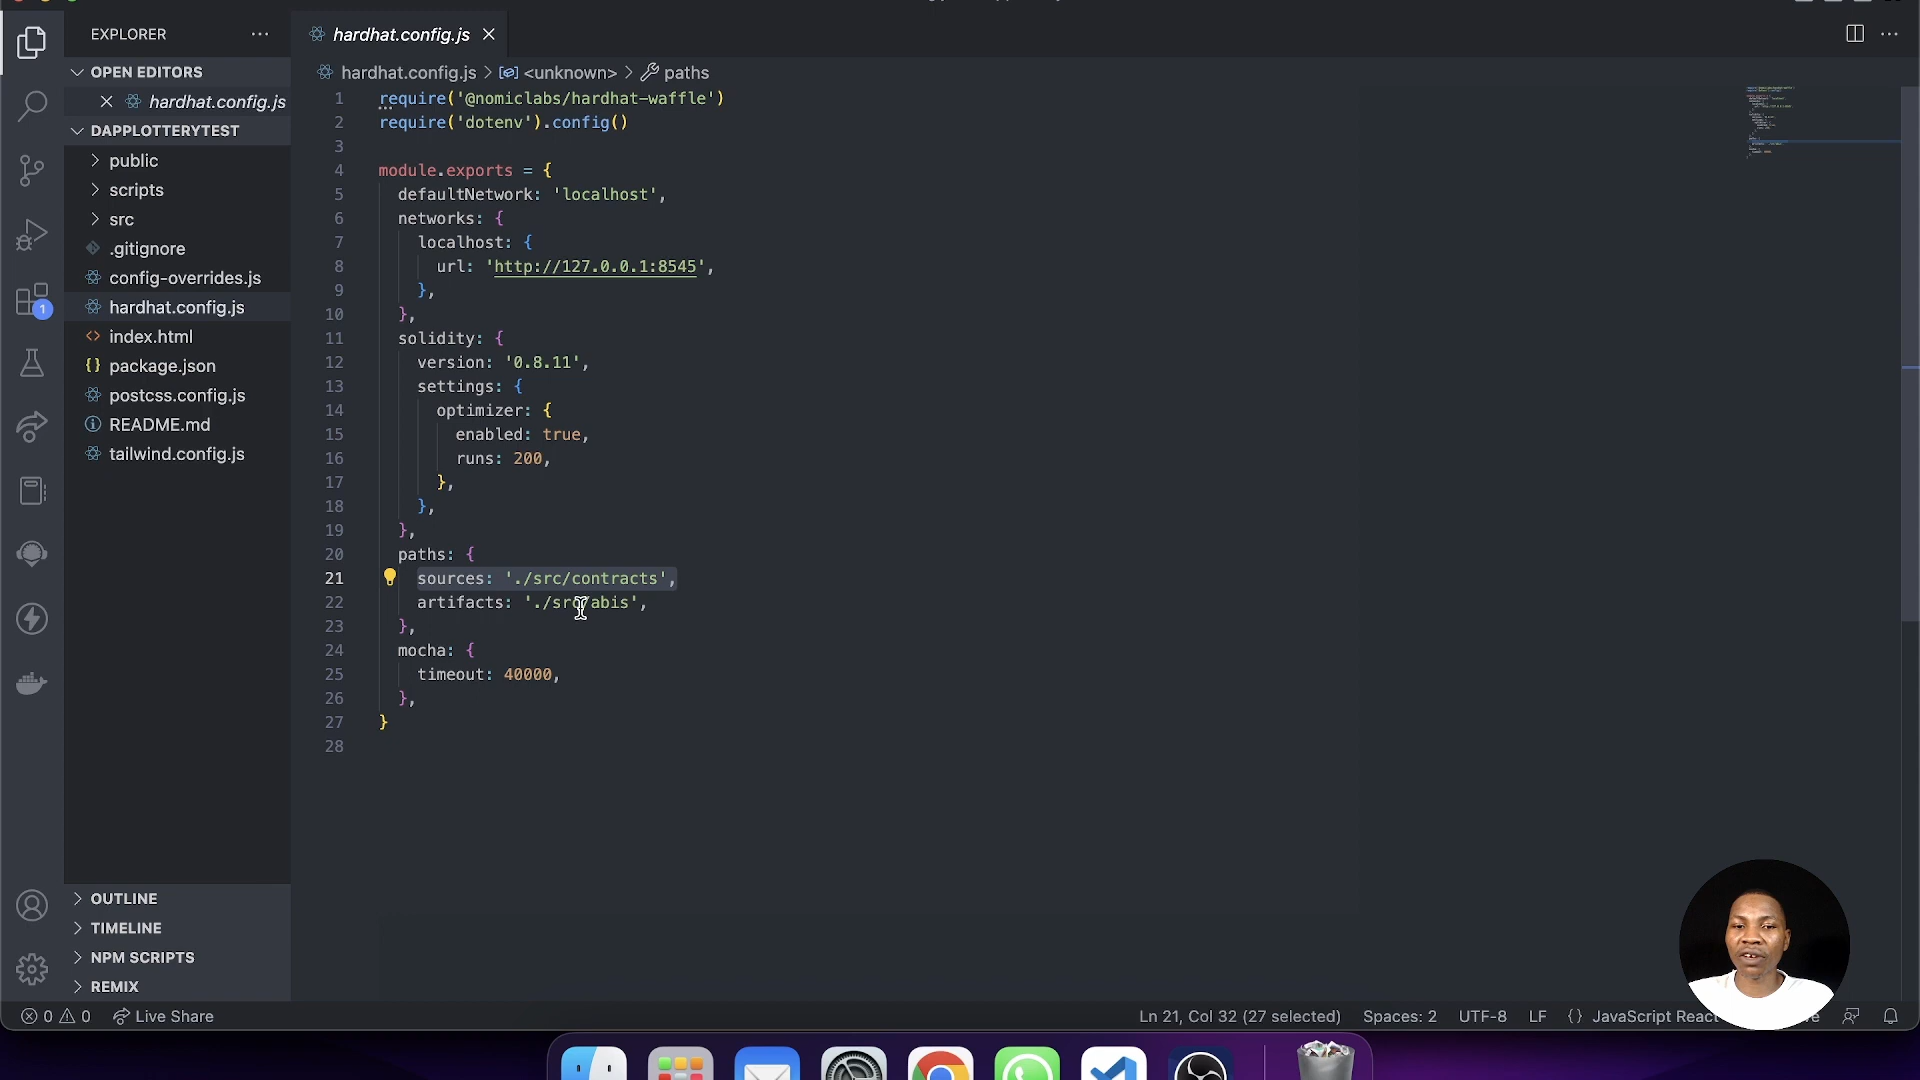 EXPLORER
hardhat.config.js
OPEN EDITORS
hardhat.config.js
DAPPLOTTERYTEST
public
scripts
src
.gitignore
config-overrides.js
hardhat.config.js
index.html
package.json
postcss.config.js
README.md
tailwind.config.js
OUTLINE
TIMELINE
NPM SCRIPTS
REMIX
1
hardhat.config.js > <unknown> > paths
1 require('@nomiclabs/hardhat-waffle')
2 require('dotenv').config()
3
4 module.exports = {
5 defaultNetwork: 'localhost',
6 networks: {
7 localhost: {
8 url: 'http://127.0.0.1:8545',
9 },
10 },
11 solidity: {
12 version: '0.8.11',
13 settings: {
14 optimizer: {
15 enabled: true,
16 runs: 200,
17 },
18 },
19 },
20 paths: {
21 sources: './src/contracts',
22 artifacts: './src/abis',
23 },
24 mocha: {
25 timeout: 40000,
26 },
27 }
28
0 0 Live Share Ln 21, Col 32 (27 selected) Spaces: 2 UTF-8 LF {} JavaScript React